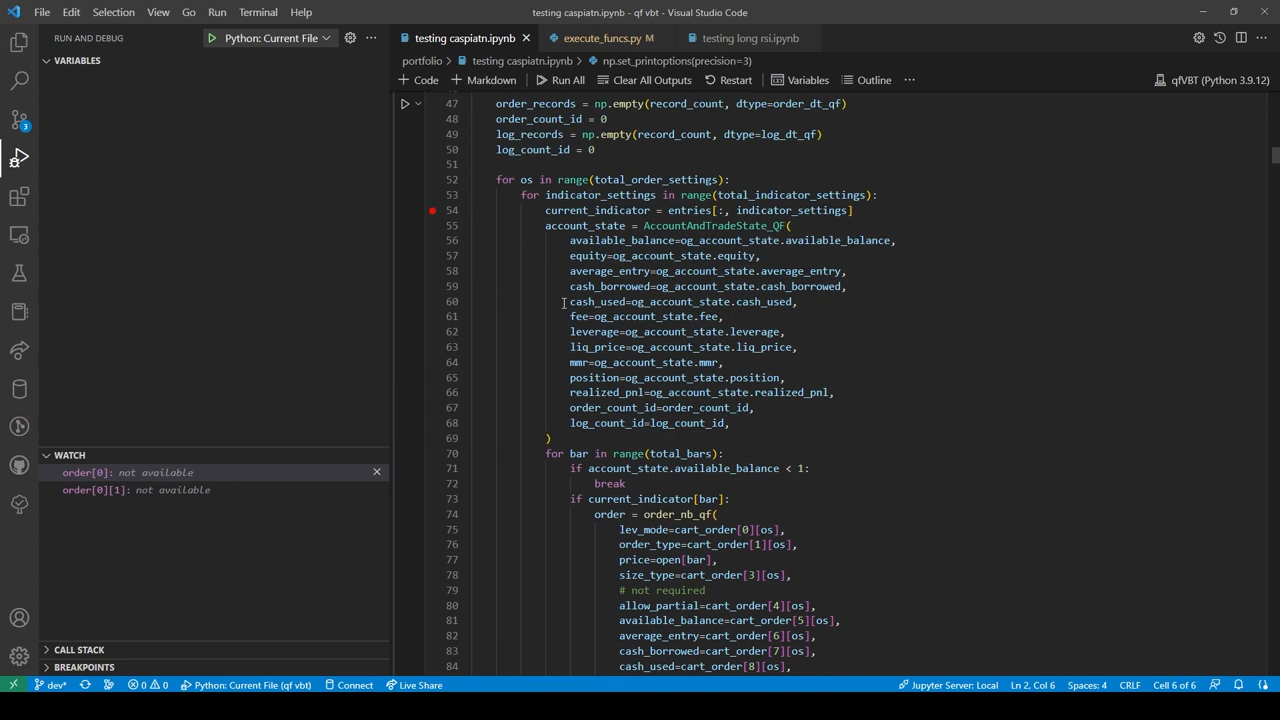 File Edit Selection View Go Run Terminal Help
testing caspiatn.ipynb - qf vbt - Visual Studio Code
RUN AND DEBUG
Python: Current File
VARIABLES
WATCH
order[0]: not available
order[0][1]: not available
CALL STACK
BREAKPOINTS
testing caspiatn.ipynb execute_funcs.py M testing long rsi.ipynb
portfolio > testing caspiatn.ipynb > np.set_printoptions(precision=3)
+ Code + Markdown Run All Clear All Outputs Restart Variables Outline ... qfVBT (Python 3.9.12)
47 order_records = np.empty(record_count, dtype=order_dt_qf)
48 order_count_id = 0
49 log_records = np.empty(record_count, dtype=log_dt_qf)
50 log_count_id = 0
51
52 for os in range(total_order_settings):
53 for indicator_settings in range(total_indicator_settings):
54 current_indicator = entries[:, indicator_settings]
55 account_state = AccountAndTradeState_QF(
56 available_balance=og_account_state.available_balance,
57 equity=og_account_state.equity,
58 average_entry=og_account_state.average_entry,
59 cash_borrowed=og_account_state.cash_borrowed,
60 cash_used=og_account_state.cash_used,
61 fee=og_account_state.fee,
62 leverage=og_account_state.leverage,
63 liq_price=og_account_state.liq_price,
64 mmr=og_account_state.mmr,
65 position=og_account_state.position,
66 realized_pnl=og_account_state.realized_pnl,
67 order_count_id=order_count_id,
68 log_count_id=log_count_id,
69 )
70 for bar in range(total_bars):
71 if account_state.available_balance < 1:
72 break
73 if current_indicator[bar]:
74 order = order_nb_qf(
75 lev_mode=cart_order[0][os],
76 order_type=cart_order[1][os],
77 price=open[bar],
78 size_type=cart_order[3][os],
79 # not required
80 allow_partial=cart_order[4][os],
81 available_balance=cart_order[5][os],
82 average_entry=cart_order[6][os],
83 cash_borrowed=cart_order[7][os],
84 cash_used=cart_order[8][os],
3
dev* 0 0 Python: Current File (qf vbt) Connect Live Share Jupyter Server: Local Ln 2, Col 6 Spaces: 4 CRLF Cell 6 of 6